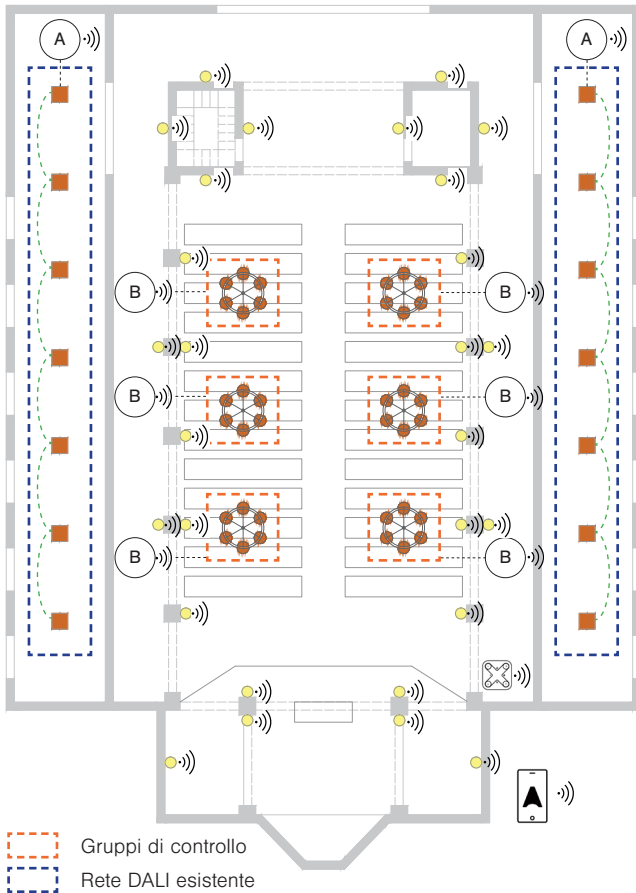 A A
B B
B B
B B
Gruppi di controllo
Rete DALI esistente